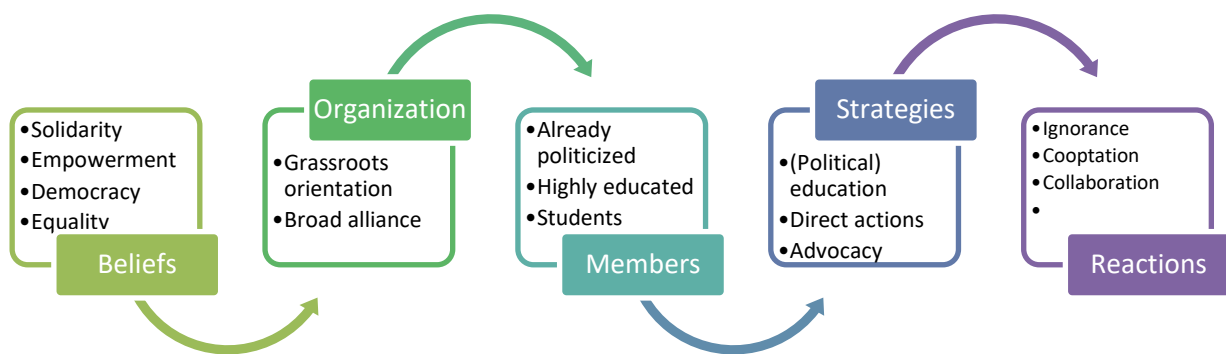 •Solidarity
•Empowerment
•Democracy
•Equality
Beliefs
Organization
•Grassroots
orientation
•Broad alliance
•Already
politicized
•Highly educated
•Students
Members
Strategies
•(Political)
education
•Direct actions
•Advocacy
•Ignorance
•Cooptation
•Collaboration
•
Reactions